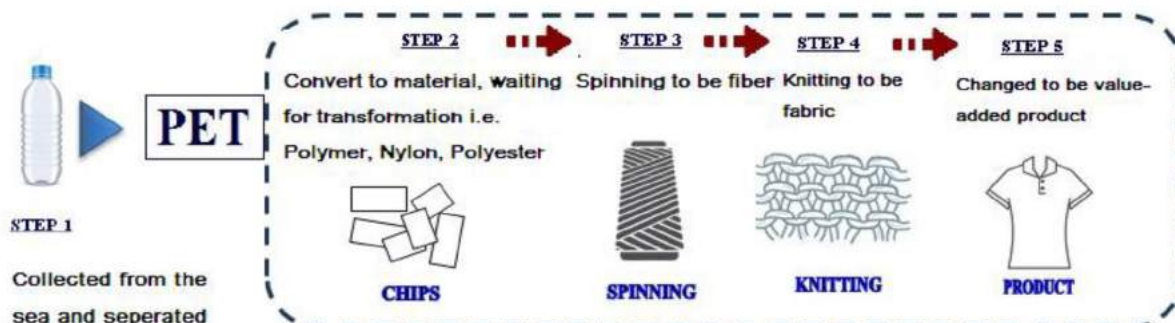 STEP 1
Collected from the
sea and seperated
PET
STEP 2
Convert to material, waiting
for transformation i.e.
Polymer, Nylon, Polyester
CHIPS
STEP 3
Spinning to be fiber
SPINNING
STEP 4
Knitting to be
fabric
KNITTING
STEP 5
Changed to be value-
added product
PRODUCT